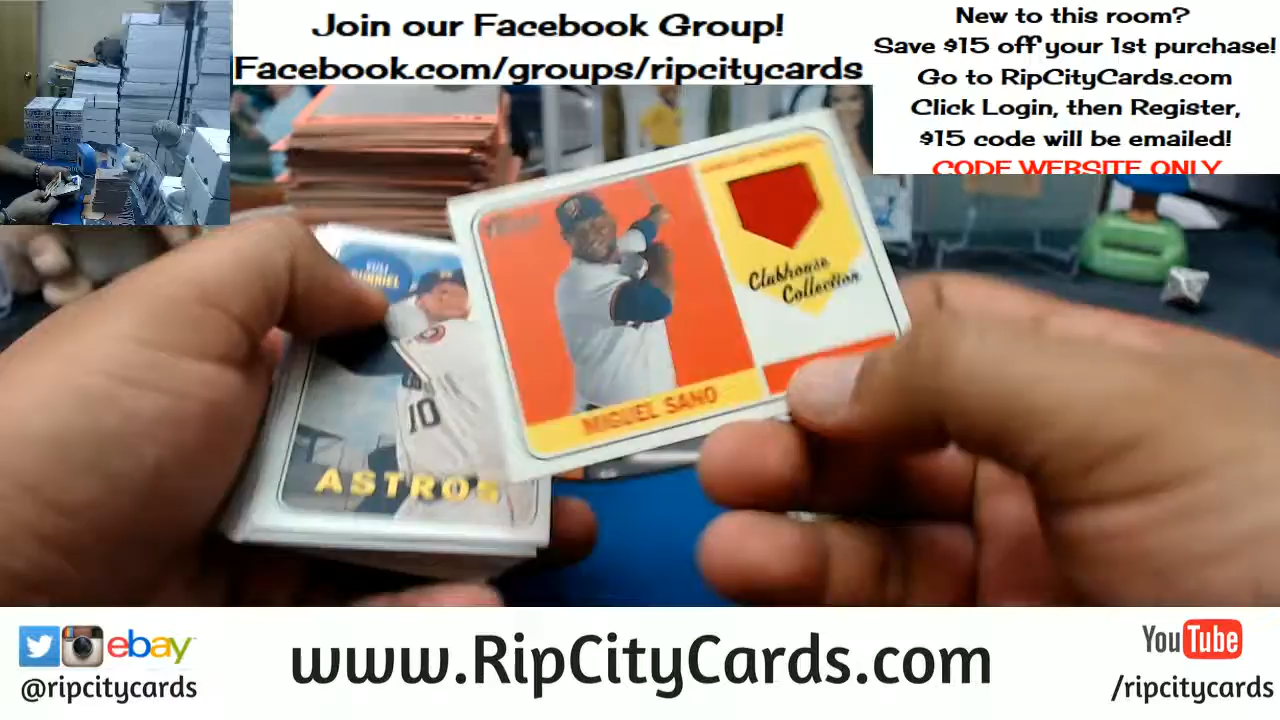 Join our Facebook Group!
Facebook.com/groups/ripcitycards
New to this room?
Save $15 off your 1st purchase!
Go to RipCityCards.com
Click Login, then Register,
$15 code will be emailed!
CODE WEBSITE ONLY
YULI
GURRIEL
10
ASTROS
Clubhouse
Collection
MIGUEL SANO
ebay
@ripcitycards
www.RipCityCards.com
YouTube
/ripcitycards